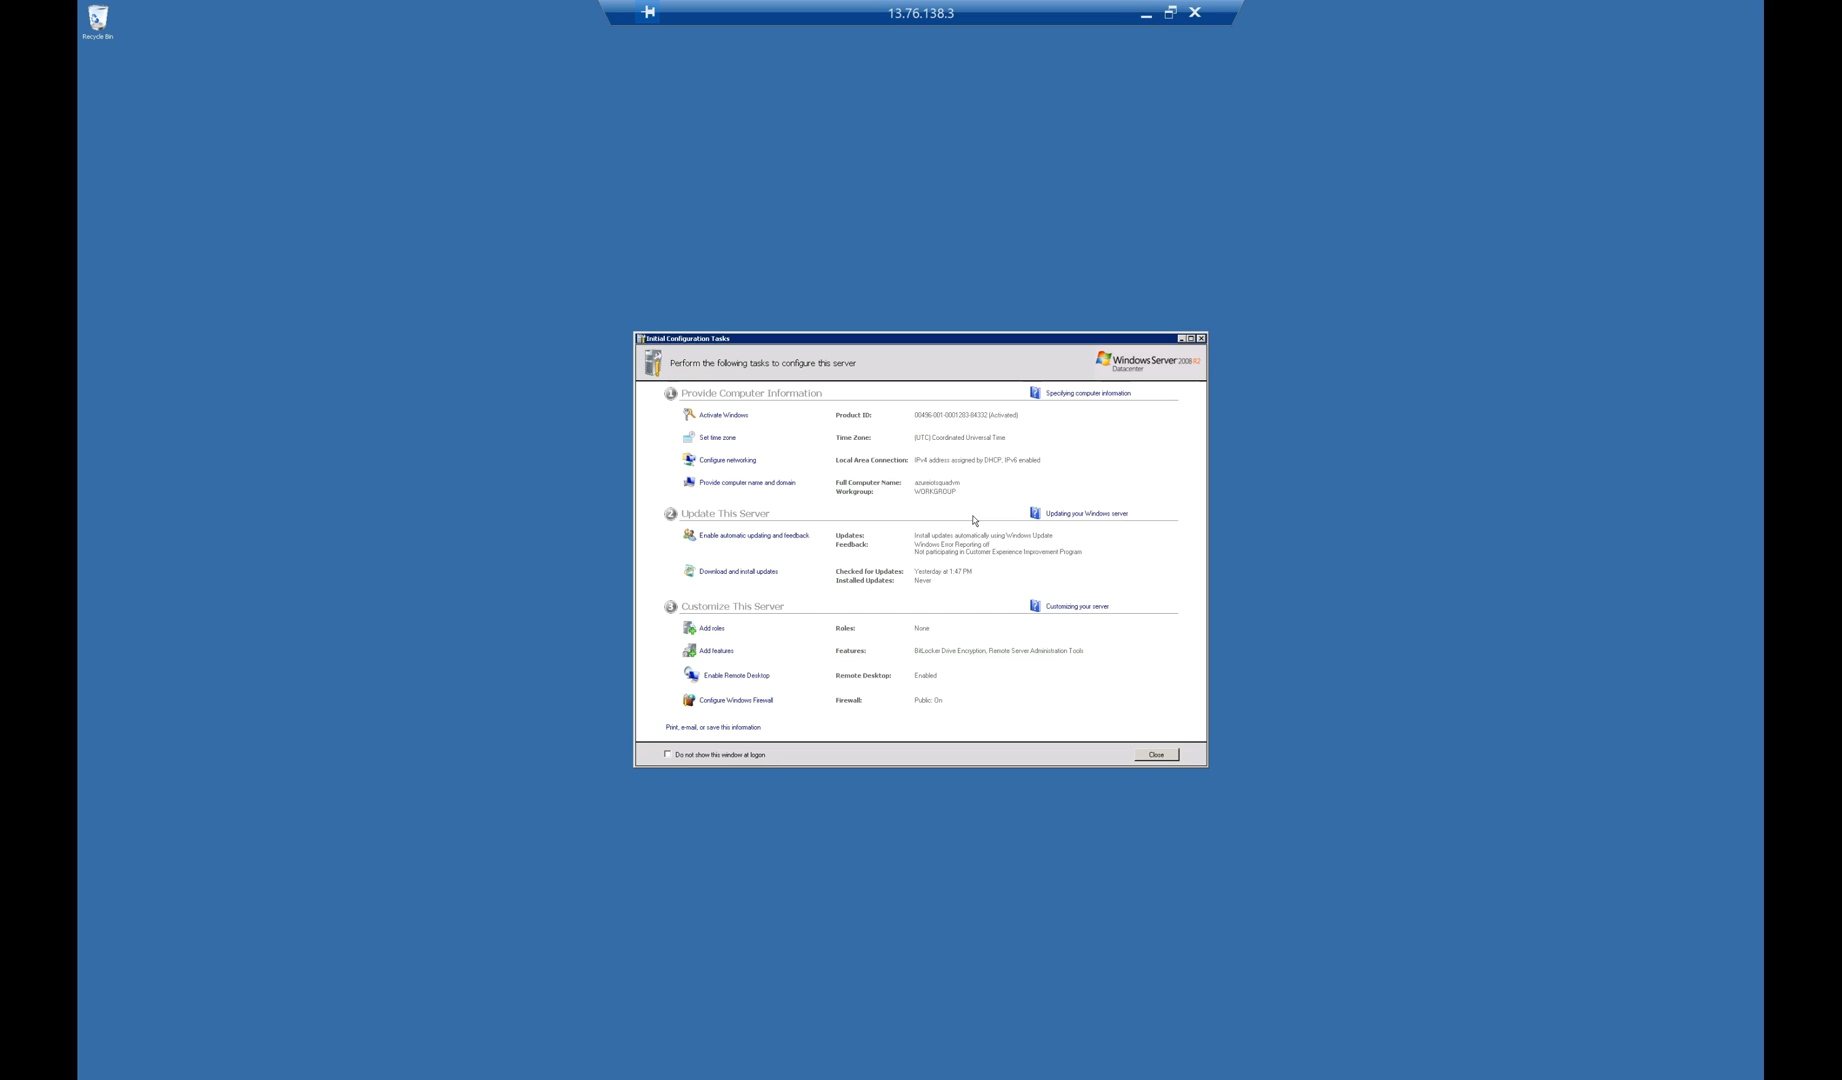 13.76.138.3
Recycle Bin
Initial Configuration Tasks
Perform the following tasks to configure this server
Windows Server 2008 R2
Datacenter
1 Provide Computer Information
Specifying computer information
Activate Windows Product ID: 00496-001-0001283-84332 (Activated)
Set time zone Time Zone: (UTC) Coordinated Universal Time
Configure networking Local Area Connection: IPv4 address assigned by DHCP, IPv6 enabled
Provide computer name and domain Full Computer Name: azureiotsquadvm
Workgroup: WORKGROUP
2 Update This Server
Updating your Windows server
Enable automatic updating and feedback Updates: Install updates automatically using Windows Update
Feedback: Windows Error Reporting off
Not participating in Customer Experience Improvement Program
Download and install updates Checked for Updates: Yesterday at 1:47 PM
Installed Updates: Never
3 Customize This Server
Customizing your server
Add roles Roles: None
Add features Features: BitLocker Drive Encryption, Remote Server Administration Tools
Enable Remote Desktop Remote Desktop: Enabled
Configure Windows Firewall Firewall: Public: On
Print, e-mail, or save this information
Do not show this window at logon
Close